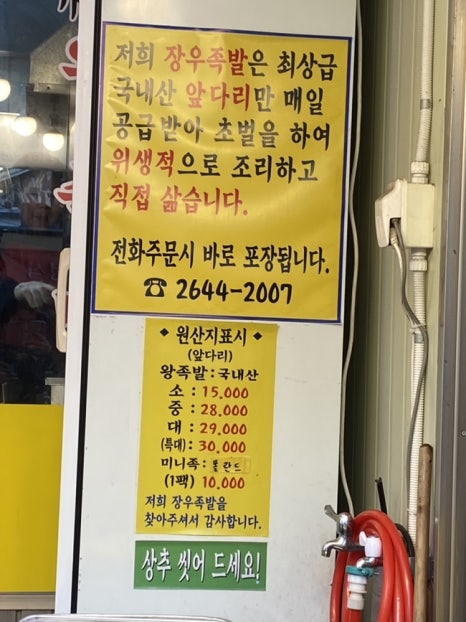 저희 장우족발은 최상급
국내산 앞다리만 매일
공급받아 초벌을 하여
위생적으로 조리하고
직접 삶습니다.
전화주문시 바로 포장됩니다.
☎ 2644-2007
◆ 원산지표시 ◆
(앞다리)
왕족발 : 국내산
소 : 15,000
중 : 28,000
대 : 29,000
(특대) : 30,000
미니족 : 폴란드
(1팩) 10,000
저희 장우족발을
찾아주셔서 감사합니다.
상추 씻어 드세요!